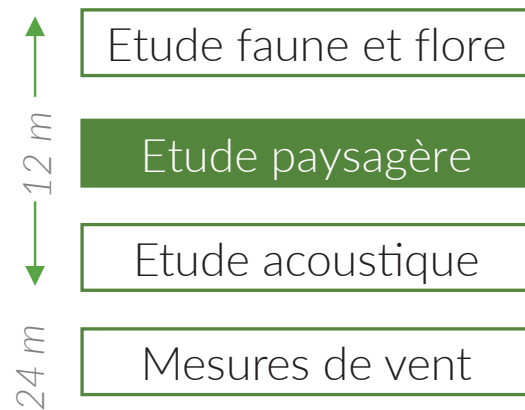 Etude faune et flore
12 m
Etude paysagère
Etude acoustique
24 m
Mesures de vent